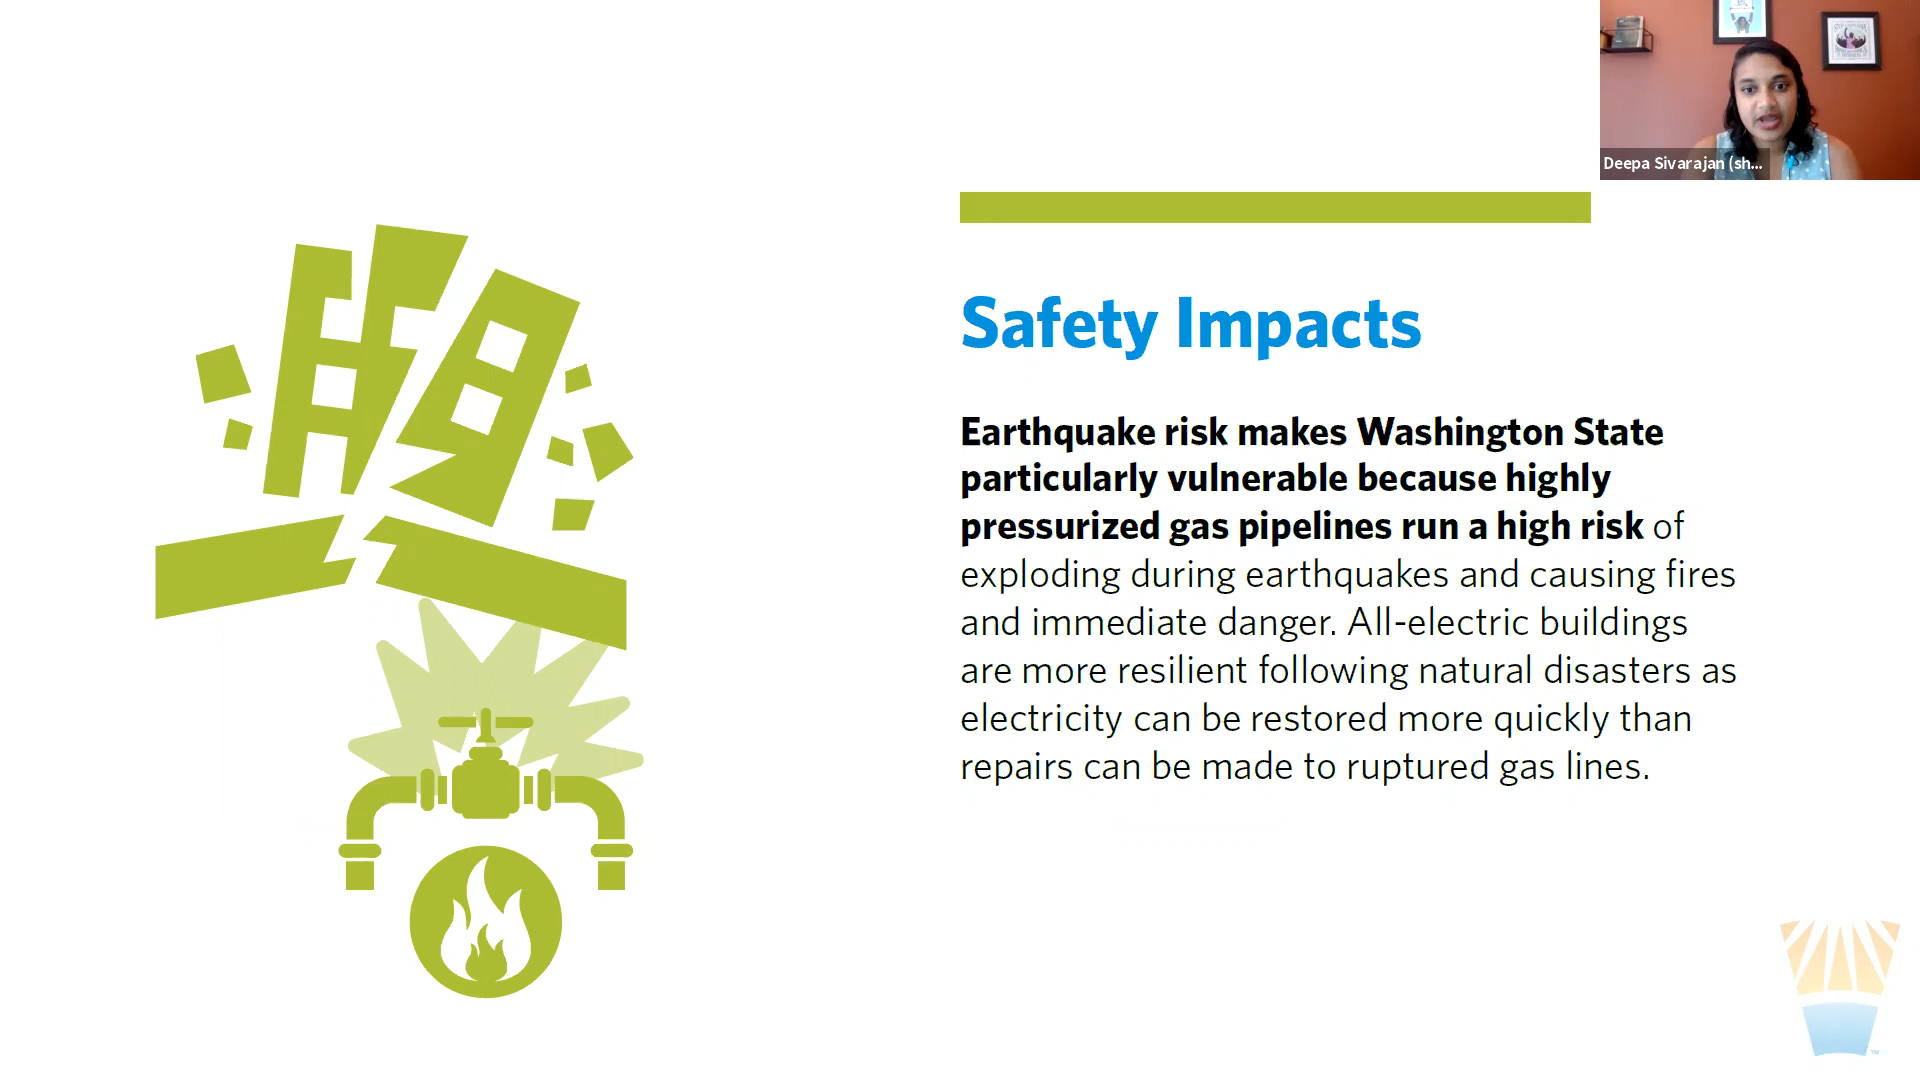 Deepa Sivarajan (sh...
Safety Impacts
Earthquake risk makes Washington State
particularly vulnerable because highly
pressurized gas pipelines run a high risk of
exploding during earthquakes and causing fires
and immediate danger. All-electric buildings
are more resilient following natural disasters as
electricity can be restored more quickly than
repairs can be made to ruptured gas lines.
TM